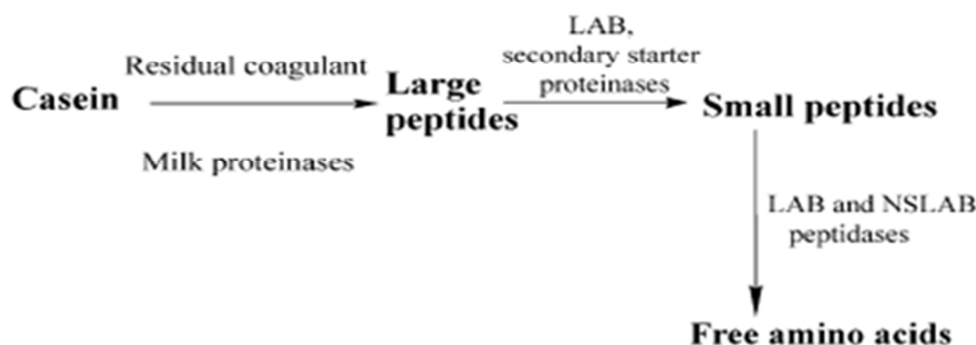 LAB,
secondary starter
proteinases
Residual coagulant
Casein
Large
peptides
Small peptides
Milk proteinases
LAB and NSLAB
peptidases
Free amino acids